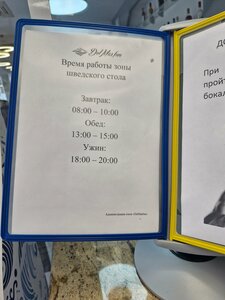 DelMar
Время работы зоны
шведского стола
Завтрак:
08:00 – 10:00
Обед:
13:00 – 15:00
Ужин:
18:00 – 20:00
При